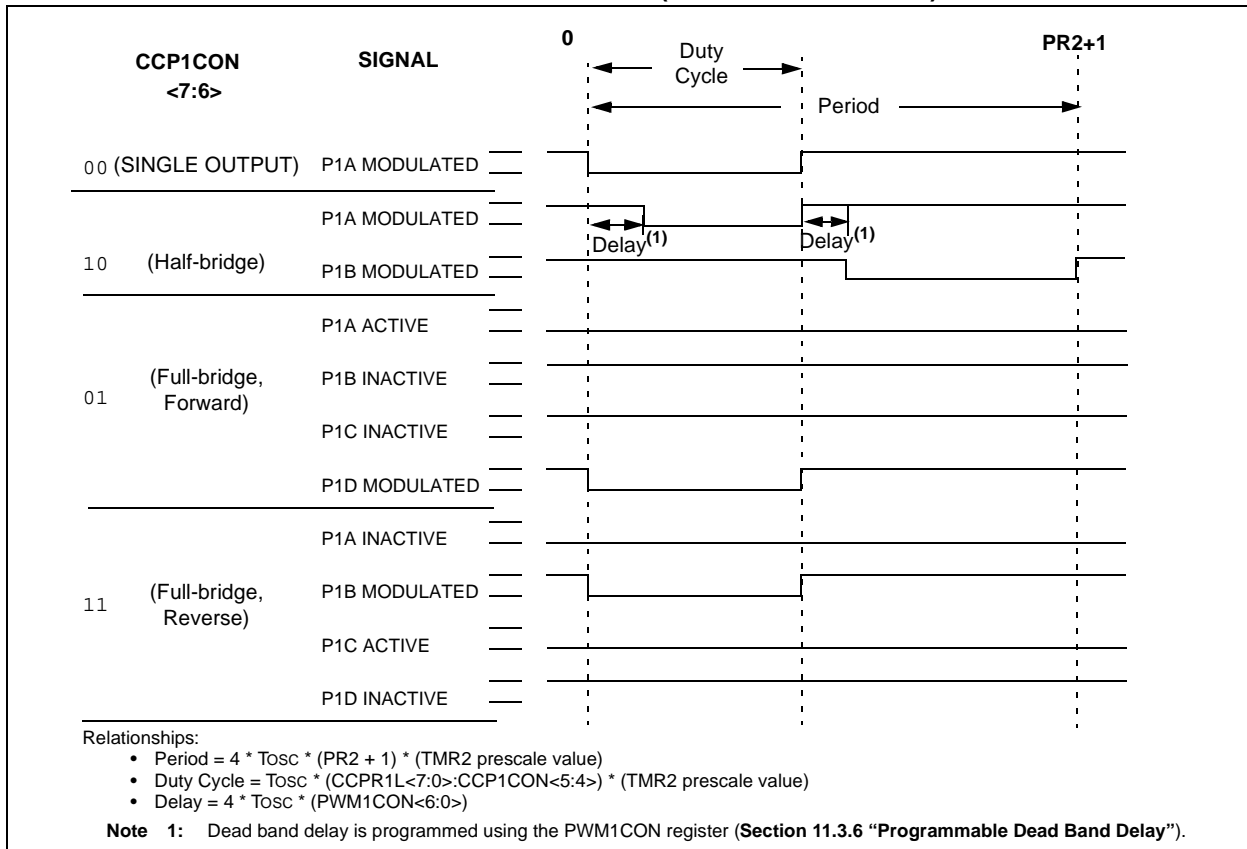 0
PR2+1
Duty
Cycle
CCP1CON
<7:6>
SIGNAL
Period
00 (SINGLE OUTPUT) P1A MODULATED
P1A MODULATED
Delay(1) Delay(1)
10 (Half-bridge)
P1B MODULATED
P1A ACTIVE
(Full-bridge,
Forward)
P1B INACTIVE
01
P1C INACTIVE
P1D MODULATED
P1A INACTIVE
11
(Full-bridge,
Reverse)
P1B MODULATED
P1C ACTIVE
P1D INACTIVE
Relationships:
• Period = 4 * TOSC * (PR2 + 1) * (TMR2 prescale value)
• Duty Cycle = TOSC * (CCPR1L<7:0>:CCP1CON<5:4>) * (TMR2 prescale value)
• Delay = 4 * TOSC * (PWM1CON<6:0>)
Note 1: Dead band delay is programmed using the PWM1CON register (Section 11.3.6 “Programmable Dead Band Delay”).